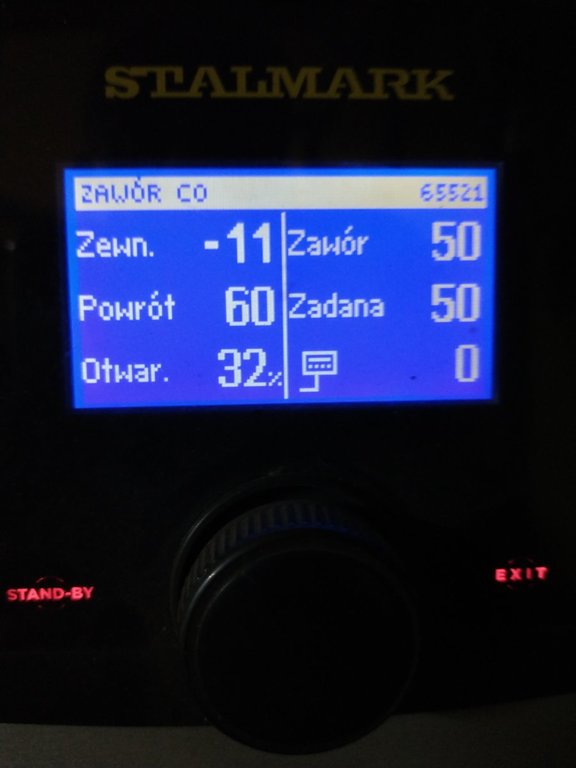 STALMARK
ZAWÓR CO 65521
Zewn. -11 Zawór 50
Powrót 60 Zadana 50
Otwar. 32% 0
STAND-BY EXIT